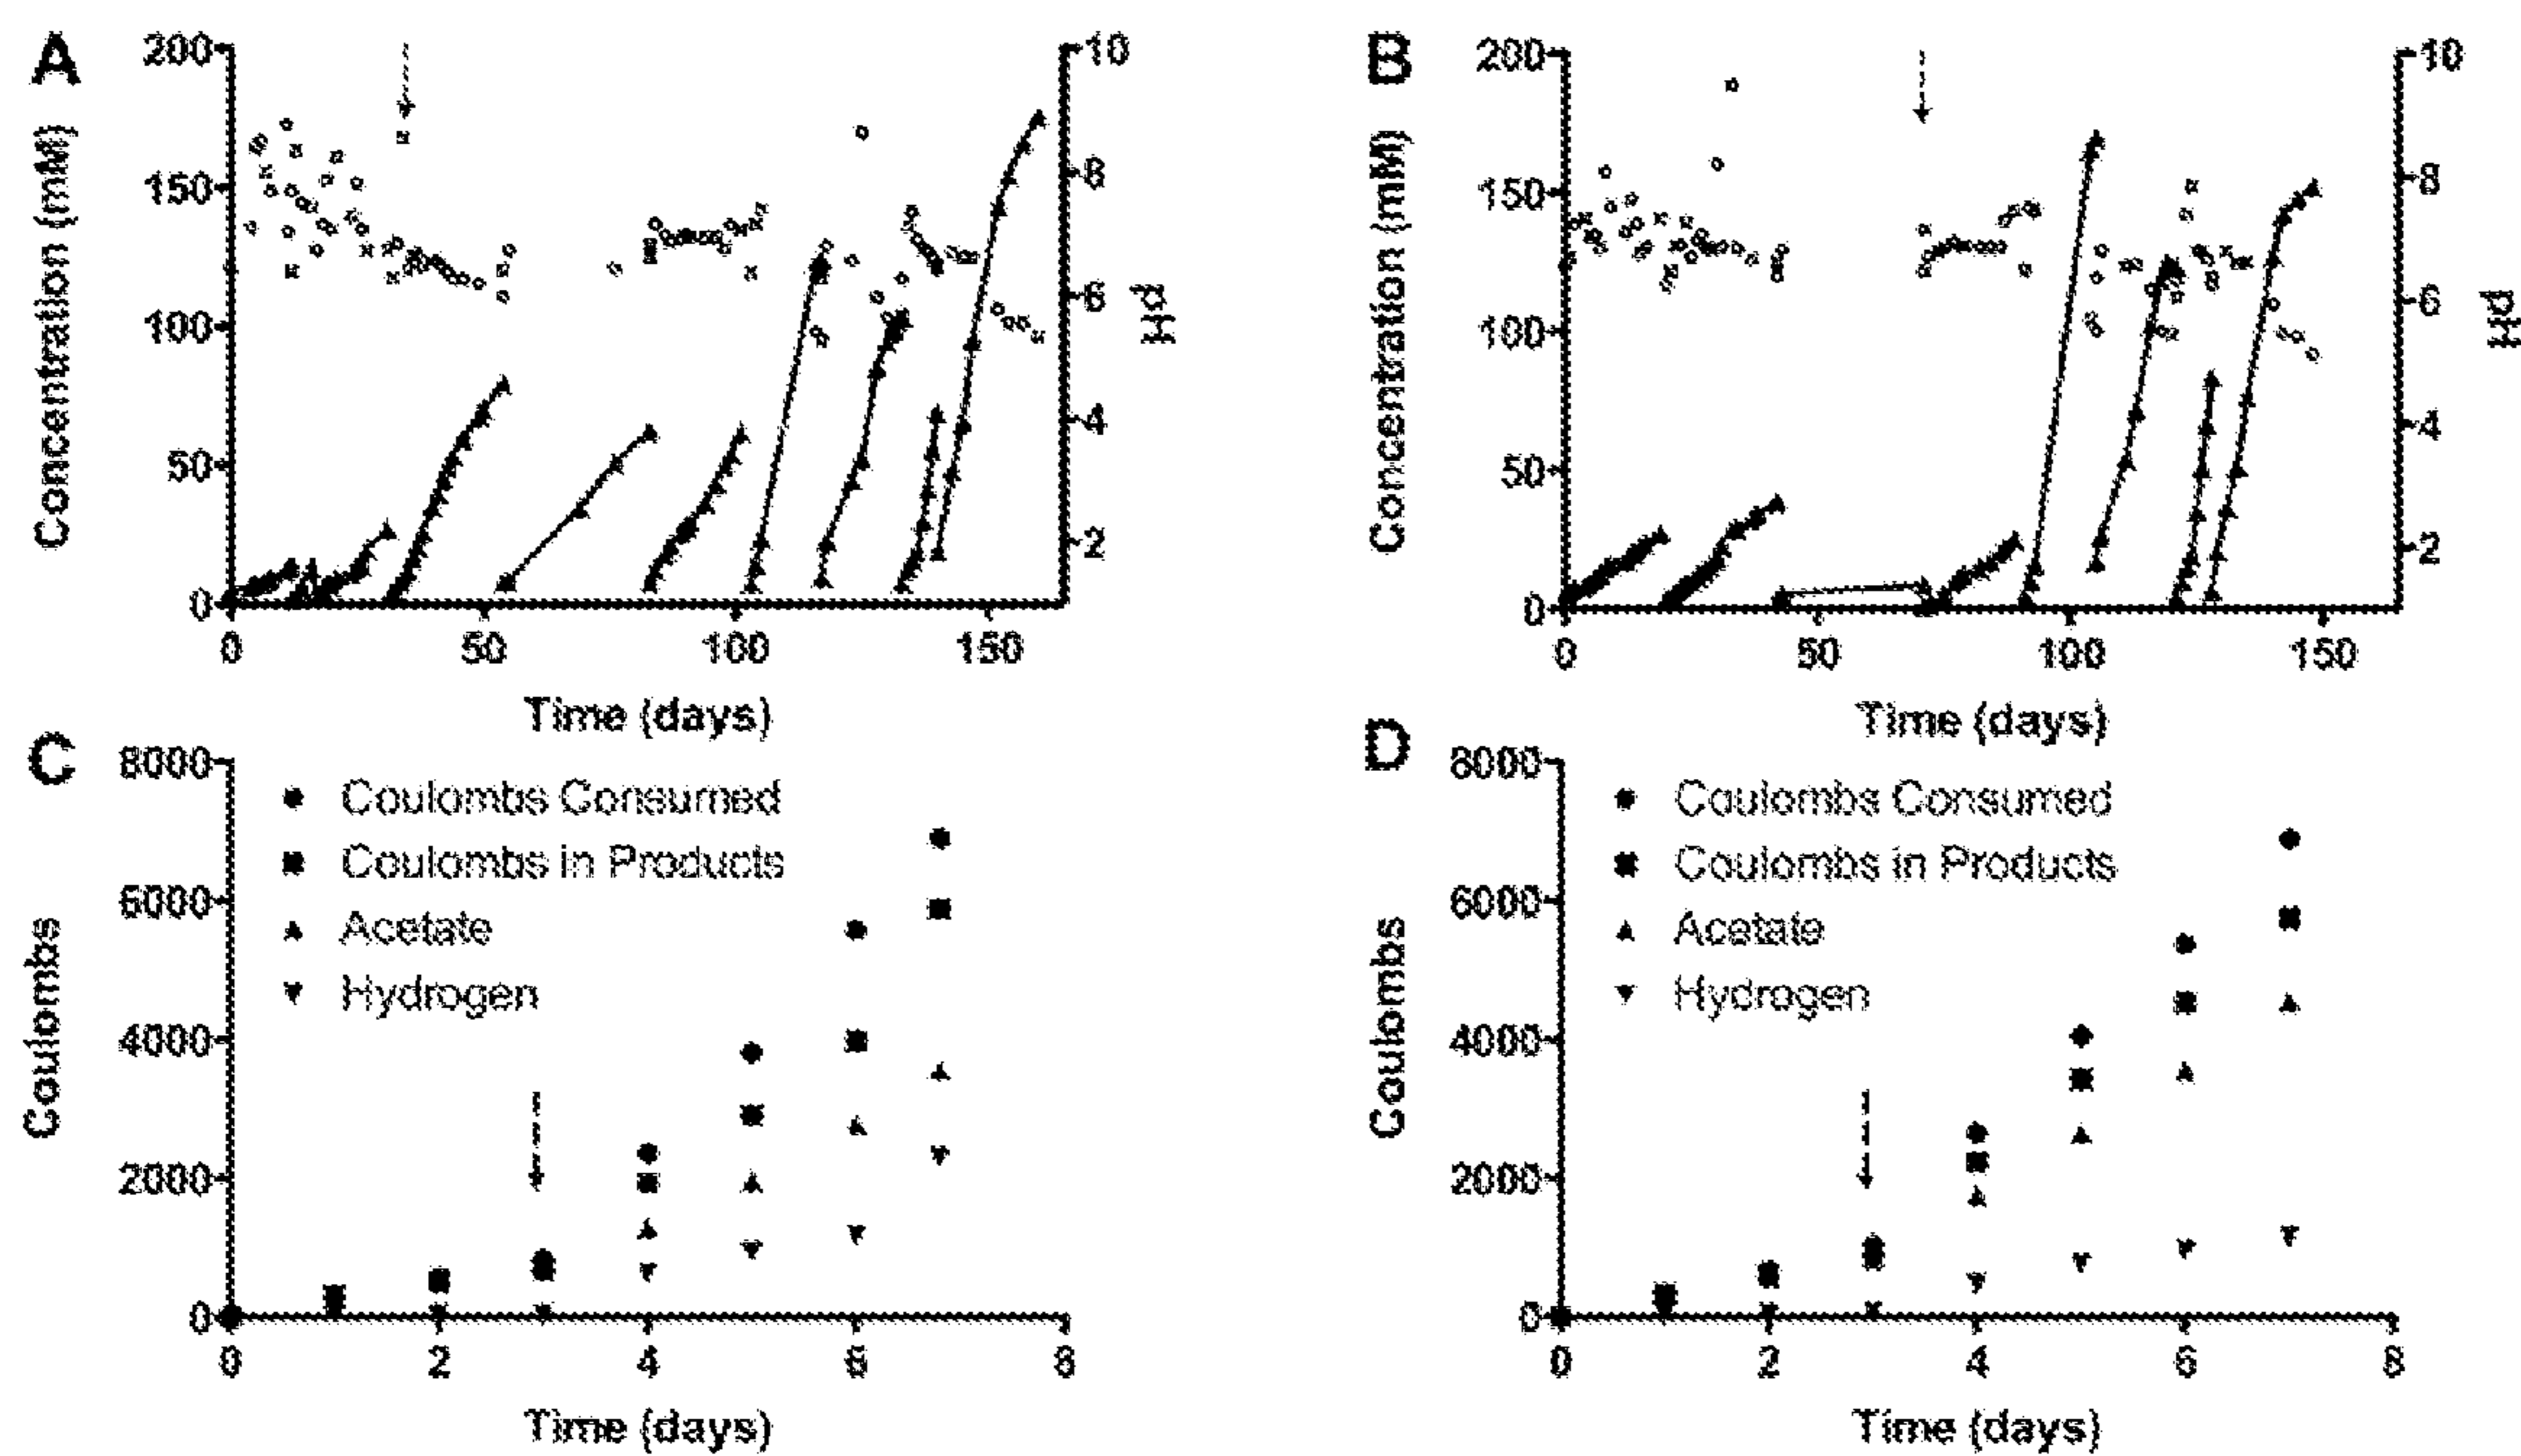 A
200
150
100
50
0
Concentration (mM)
10
8
6
4
2
pH
0 50 100 150
Time (days)
B
200
150
100
50
0
Concentration (mM)
10
8
6
4
2
pH
0 50 100 150
Time (days)
C
8000
6000
4000
2000
0
Coulombs
Coulombs Consumed
Coulombs in Products
Acetate
Hydrogen
0 2 4 6 8
Time (days)
D
8000
6000
4000
2000
0
Coulombs
Coulombs Consumed
Coulombs in Products
Acetate
Hydrogen
0 2 4 6 8
Time (days)